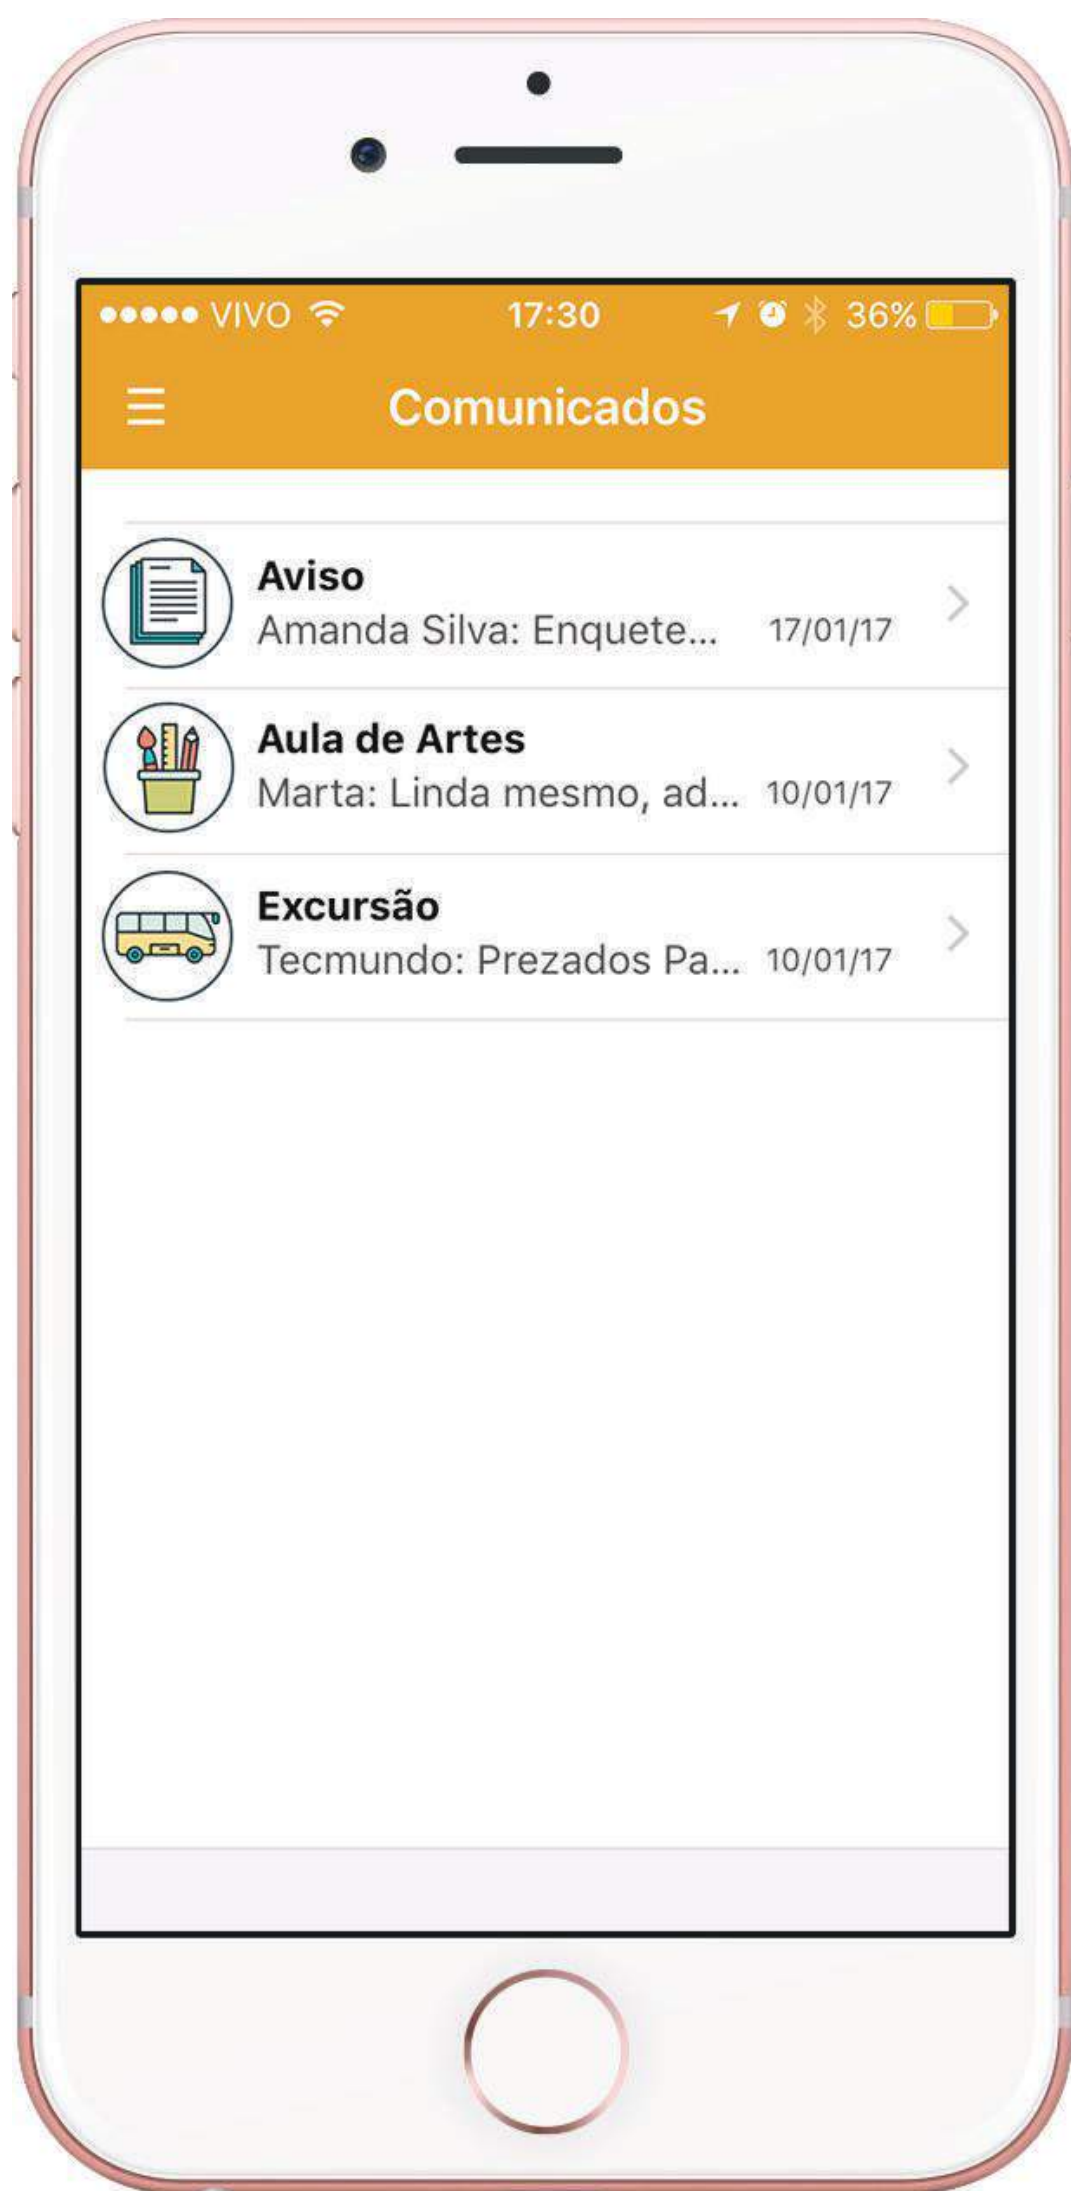 VIVO 17:30 36%
Comunicados
Aviso
Amanda Silva: Enquete... 17/01/17
Aula de Artes
Marta: Linda mesmo, ad... 10/01/17
Excursão
Tecmundo: Prezados Pa... 10/01/17